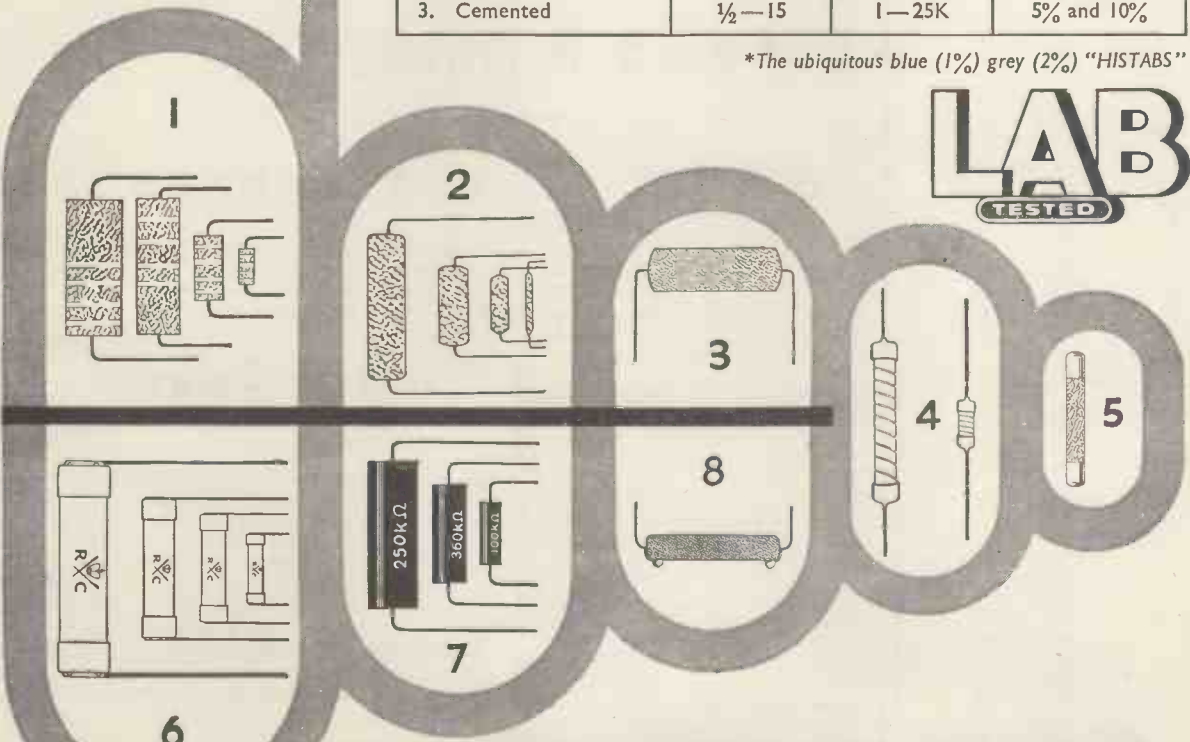 3. Cemented ½—15 1—25K 5% and 10%
*The ubiquitous blue (1%) grey (2%) "HISTABS"
LAB
TESTED
1
2
3
4
5
6
7
8
250kΩ
360kΩ
100kΩ
R C
R C
R C